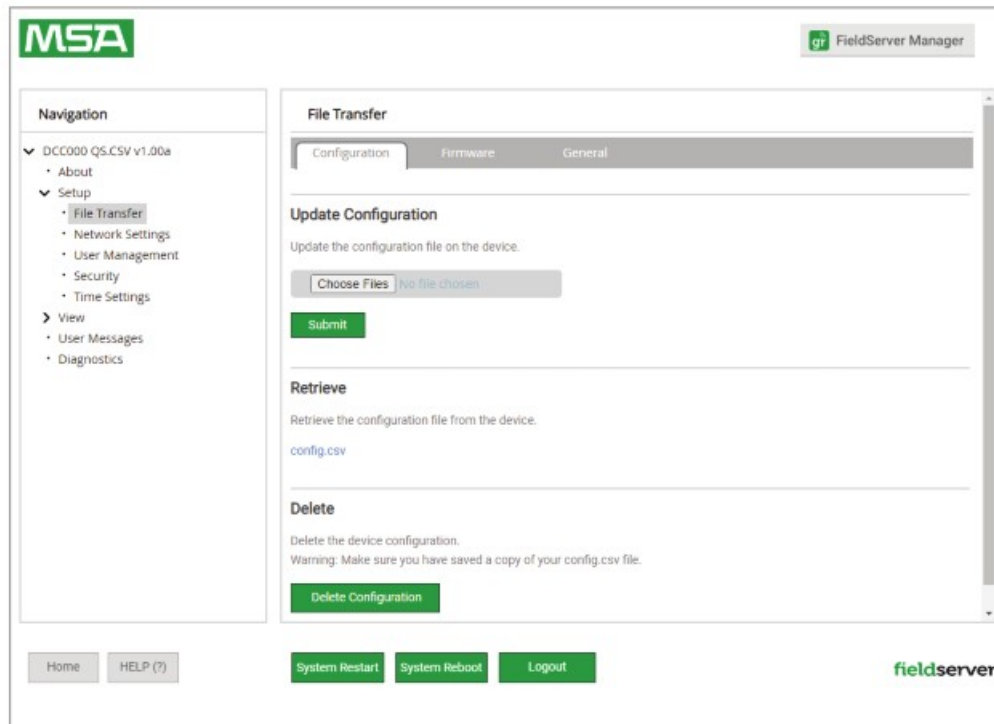 MSA
gr FieldServer Manager
Navigation
DCC000 QS.CSV v1.00a
About
Setup
File Transfer
Network Settings
User Management
Security
Time Settings
View
User Messages
Diagnostics
File Transfer
Configuration Firmware General
Update Configuration
Update the configuration file on the device.
Choose Files No file chosen
Submit
Retrieve
Retrieve the configuration file from the device.
config.csv
Delete
Delete the device configuration.
Warning: Make sure you have saved a copy of your config.csv file.
Delete Configuration
Home HELP (?) System Restart System Reboot Logout
fieldserver